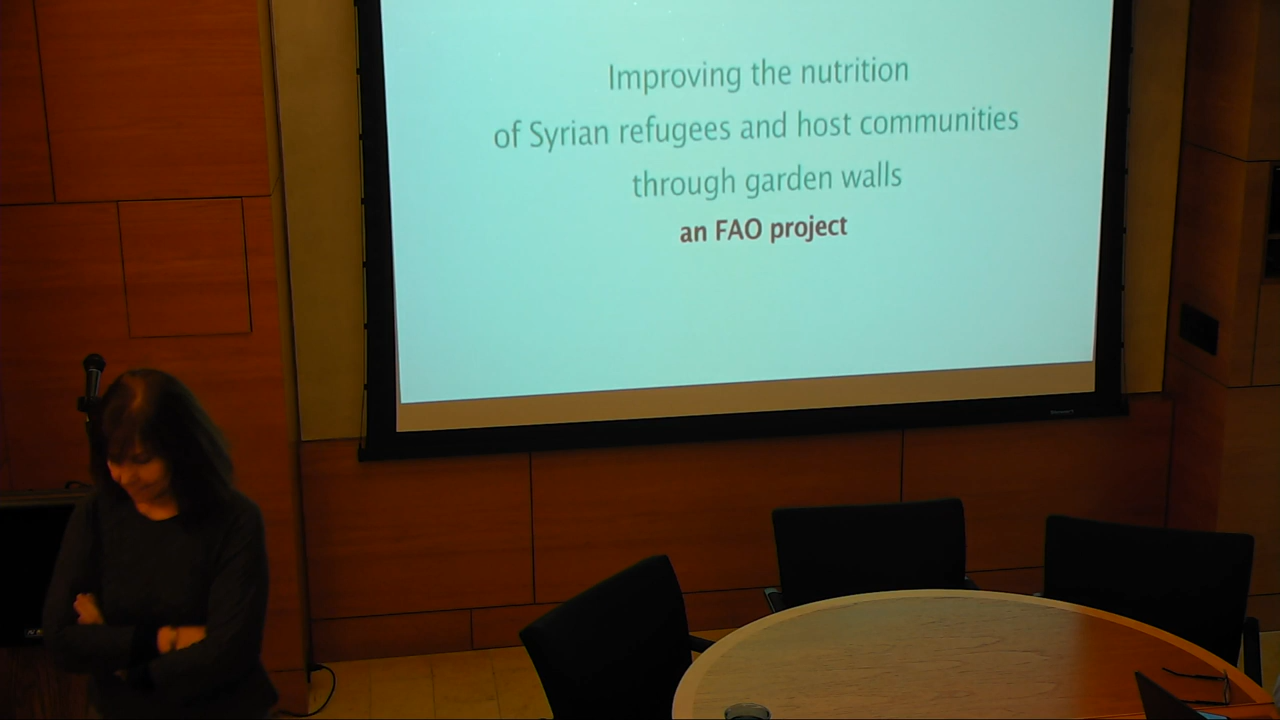 Improving the nutrition
of Syrian refugees and host communities
through garden walls
an FAO project